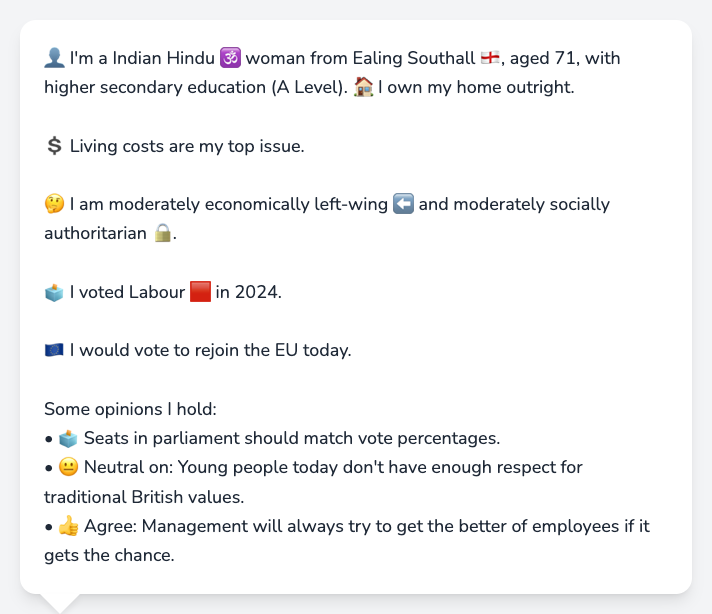 👤 I'm a Indian Hindu 🕉️ woman from Ealing Southall 🏴󠁧󠁢󠁥󠁮󠁧󠁿, aged 71, with
higher secondary education (A Level). 🏠 I own my home outright.
💲 Living costs are my top issue.
🤔 I am moderately economically left-wing ⬅️ and moderately socially
authoritarian 🔒.
🗳️ I voted Labour 🟥 in 2024.
🇪🇺 I would vote to rejoin the EU today.
Some opinions I hold:
• 🗳️ Seats in parliament should match vote percentages.
• 😐 Neutral on: Young people today don't have enough respect for
traditional British values.
• 👍 Agree: Management will always try to get the better of employees if it
gets the chance.